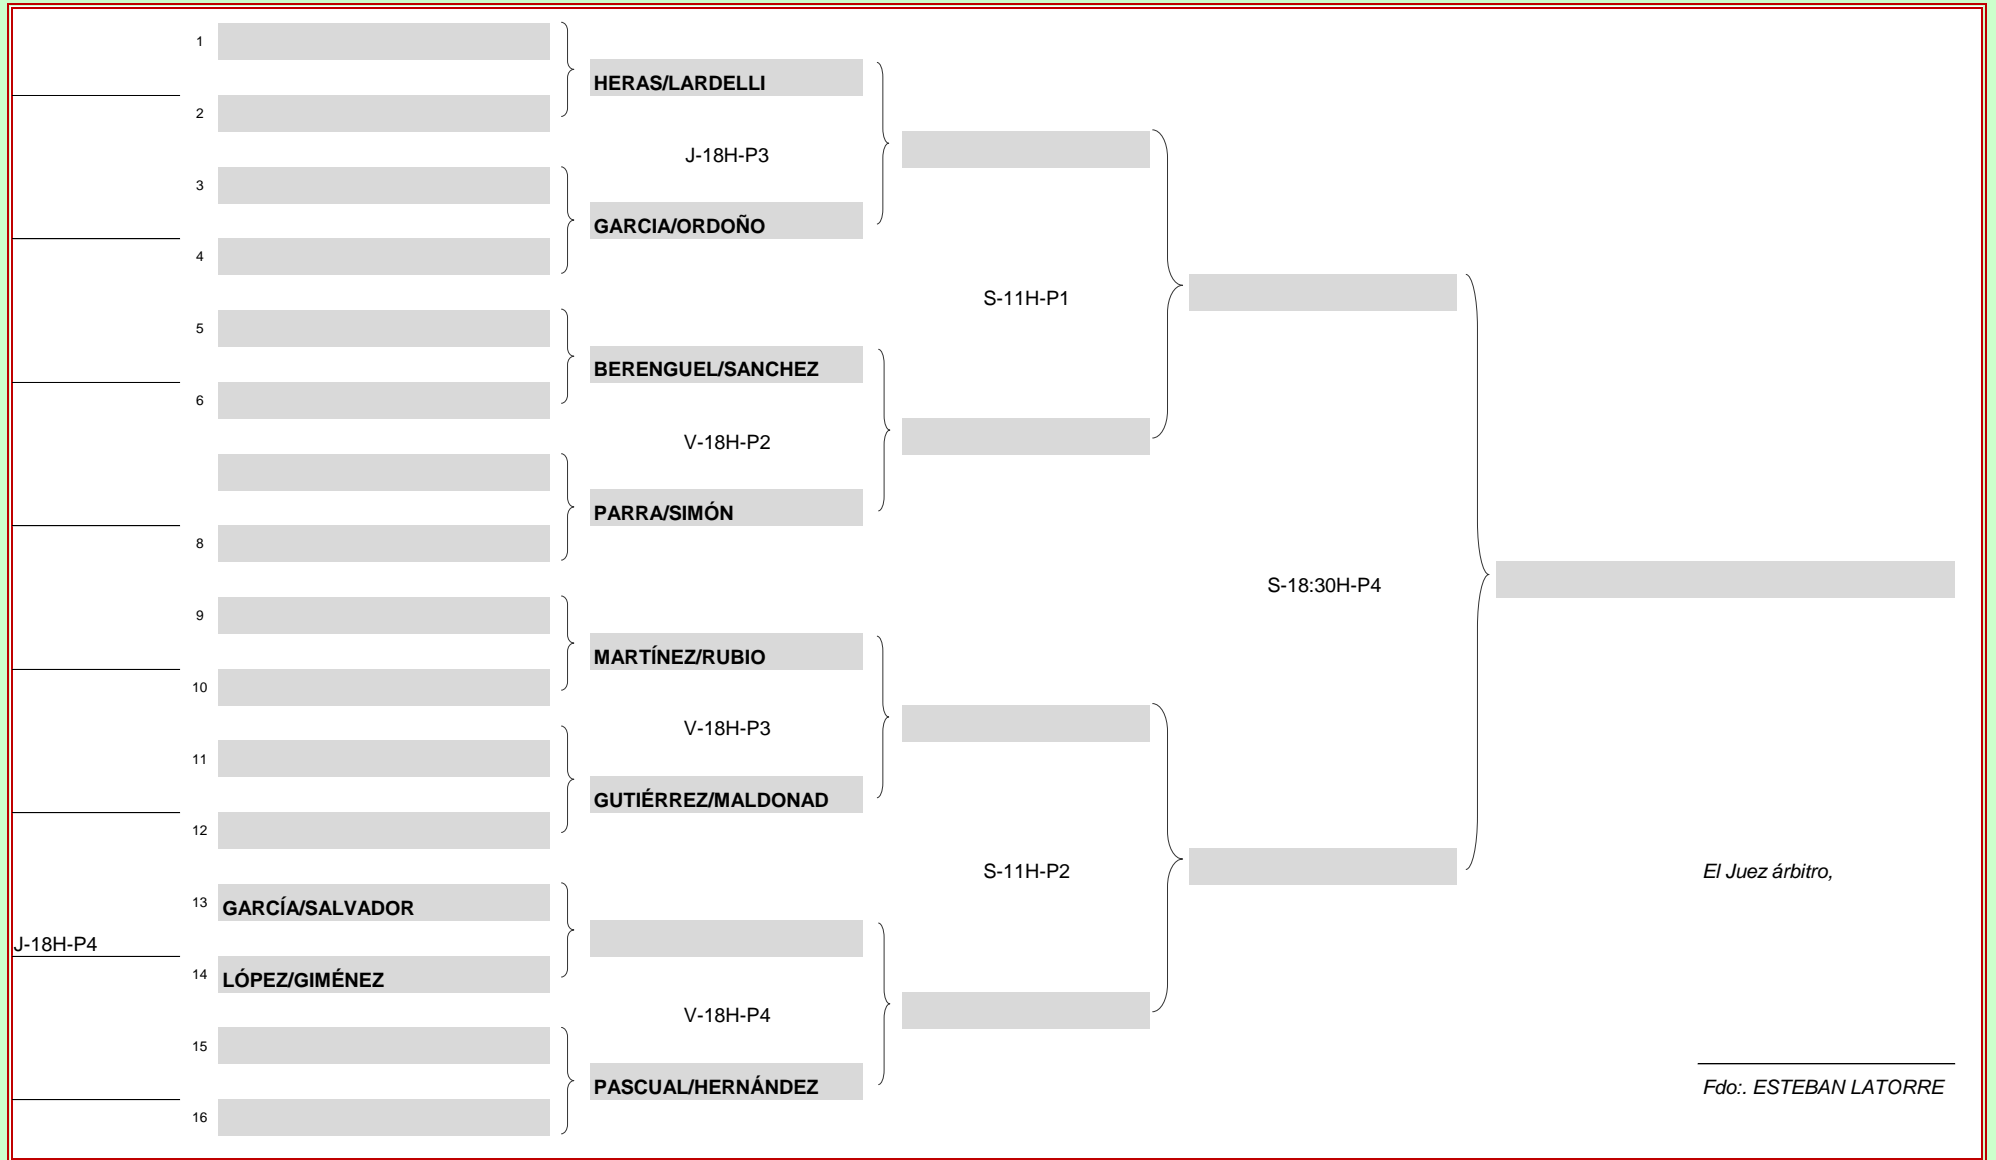 1
HERAS/LARDELLI
2
J-18H-P3
3
GARCIA/ORDOÑO
4
S-11H-P1
5
BERENGUEL/SANCHEZ
6
V-18H-P2
PARRA/SIMÓN
8
S-18:30H-P4
9
MARTÍNEZ/RUBIO
10
V-18H-P3
11
GUTIÉRREZ/MALDONAD
12
S-11H-P2
El Juez árbitro,
13 GARCÍA/SALVADOR
J-18H-P4
14 LÓPEZ/GIMÉNEZ
V-18H-P4
15
PASCUAL/HERNÁNDEZ
Fdo:. ESTEBAN LATORRE
16